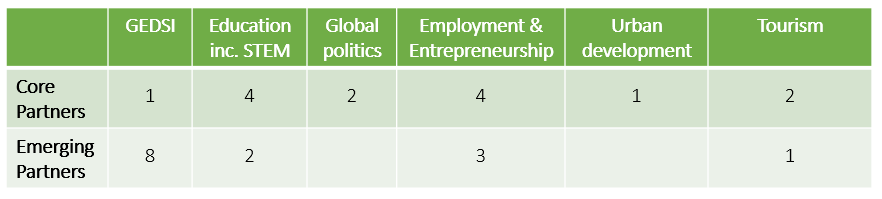 GEDSI Education inc. STEM Global politics Employment & Entrepreneurship Urban development Tourism
Core Partners 1 4 2 4 1 2
Emerging Partners 8 2 3 1